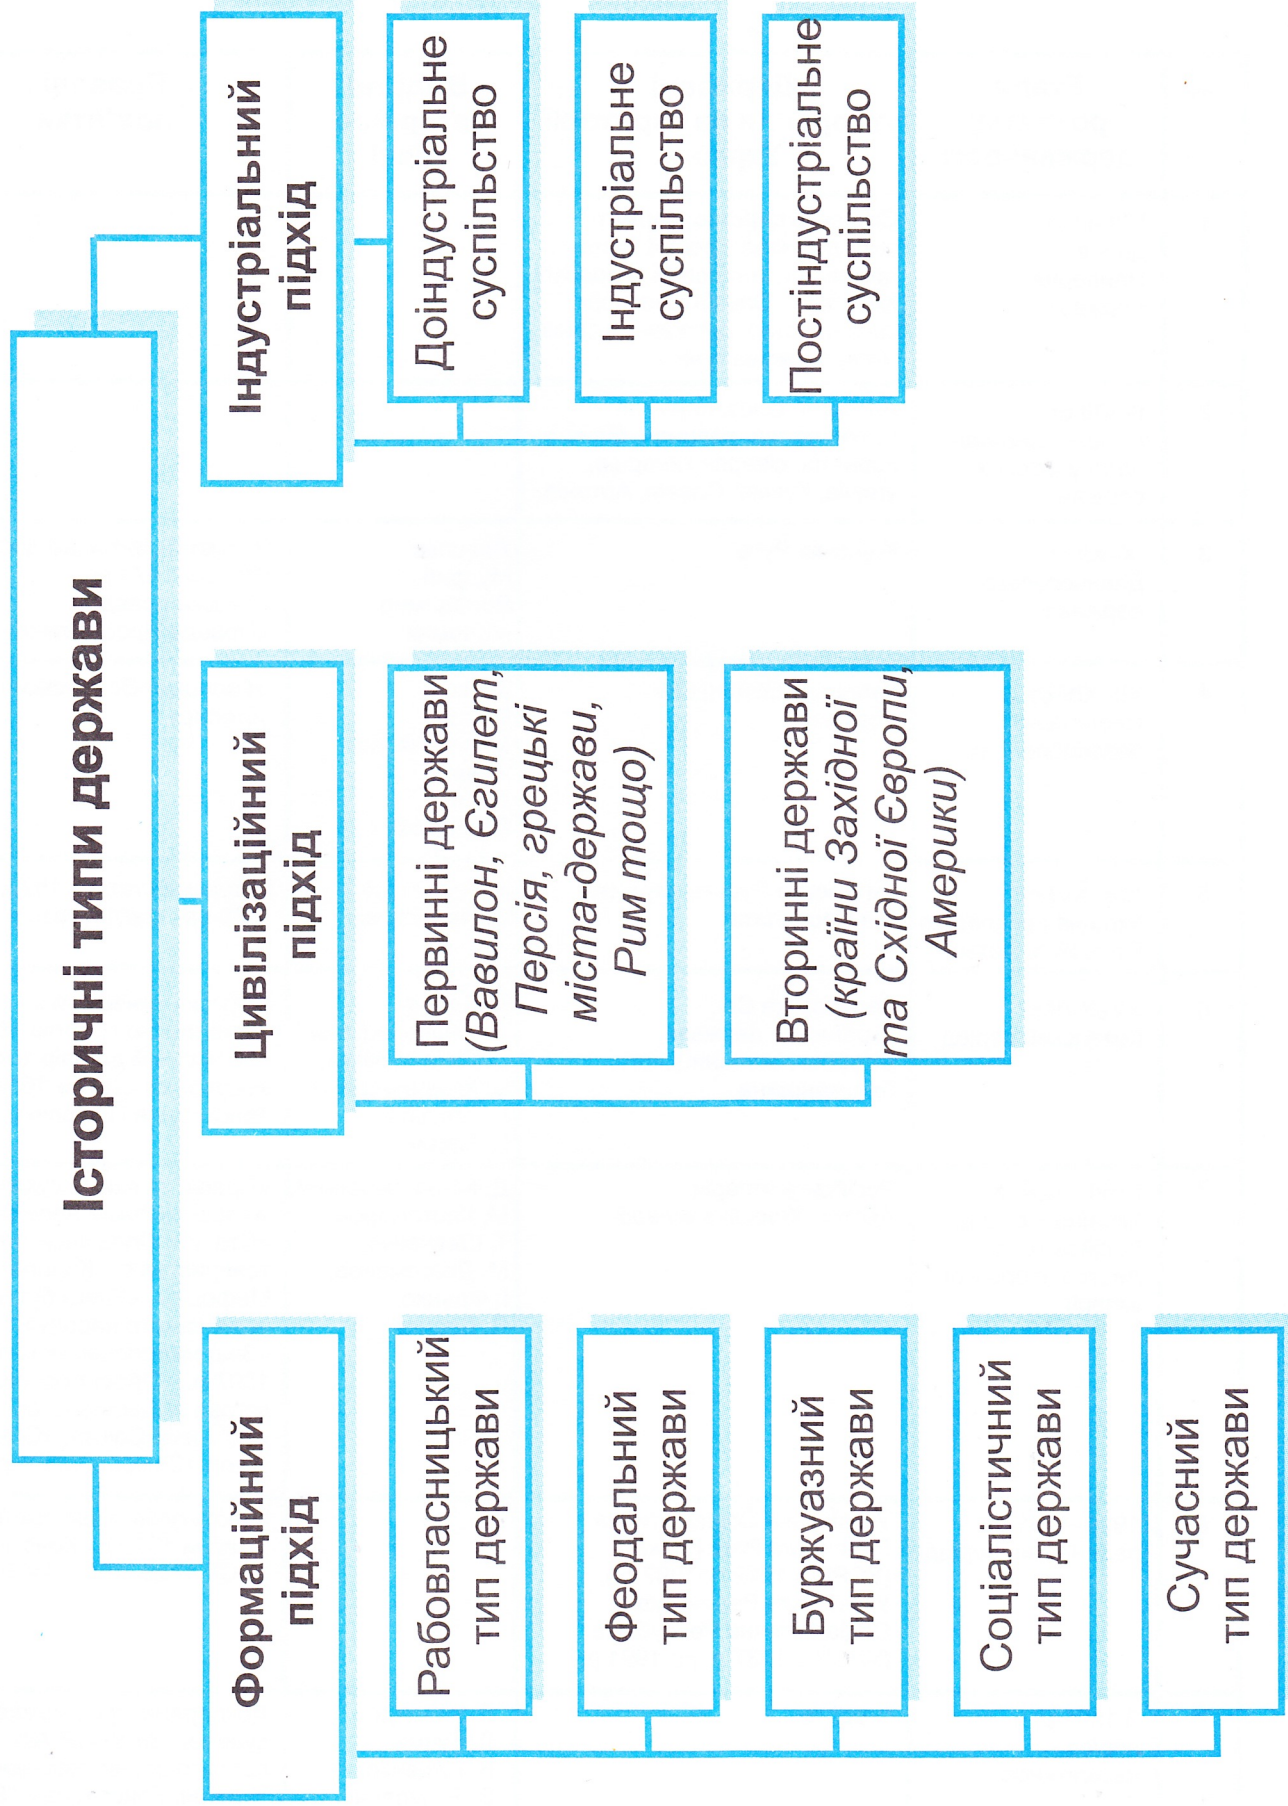 Історичні типи держави
Формаційний
підхід
Рабовласницький
тип держави
Феодальний
тип держави
Буржуазний
тип держави
Соціалістичний
тип держави
Сучасний
тип держави
Цивілізаційний
підхід
Первинні держави
(Вавилон, Єгипет,
Персія, грецькі
міста-держави,
Рим тощо)
Вторинні держави
(країни Західної
та Східної Європи,
Америки)
Індустріальний
підхід
Доіндустріальне
суспільство
Індустріальне
суспільство
Постіндустріальне
суспільство